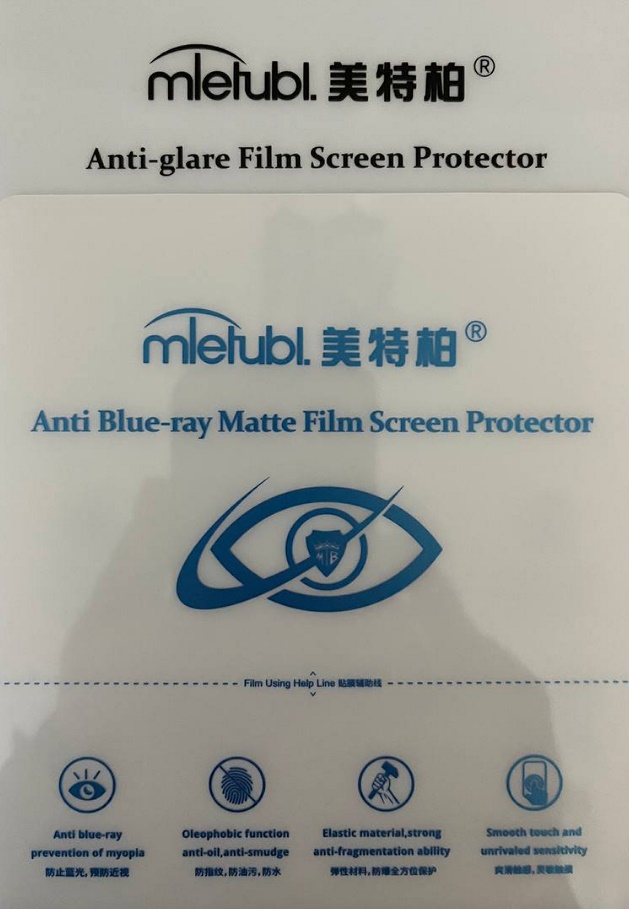 mletubl. 美特柏®
Anti-glare Film Screen Protector
mletubl. 美特柏®
Anti Blue-ray Matte Film Screen Protector
MTB
Film Using Help Line 贴膜辅助线
Anti blue-ray
prevention of myopia
防止蓝光,预防近视
Oleophobic function
anti-oil,anti-smudge
防指纹,防油污,防水
Elastic material,strong
anti-fragmentation ability
弹性材料,防爆全方位保护
Smooth touch and
unrivaled sensitivity
爽滑触感,灵敏触摸